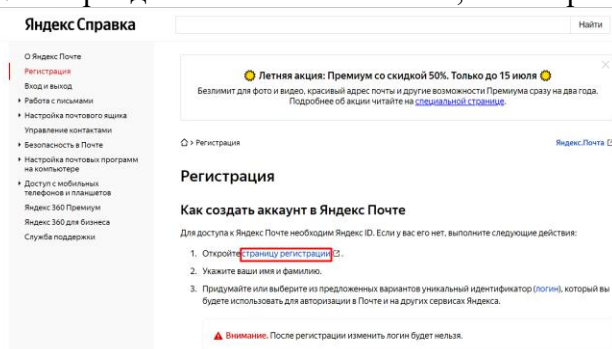 Яндекс Справка
Найти
О Яндекс Почте
Регистрация
Вход и выход
Работа с письмами
Настройка почтового ящика
Управление контактами
Безопасность в Почте
Настройка почтовых программ
на компьютере
Доступ с мобильных
телефонов и планшетов
Яндекс 360 Премиум
Яндекс 360 для бизнеса
Служба поддержки
Летняя акция: Премиум со скидкой 50%. Только до 15 июля
Безлимит для фото и видео, красивый адрес почты и другие возможности Премиума сразу на два года.
Подробнее об акции читайте на специальной странице.
> Регистрация
Яндекс.Почта
Регистрация
Как создать аккаунт в Яндекс Почте
Для доступа к Яндекс Почте необходим Яндекс ID. Если у вас его нет, выполните следующие действия:
1. Откройте страницу регистрации.
2. Укажите ваши имя и фамилию.
3. Придумайте или выберите из предложенных вариантов уникальный идентификатор (логин), который вы
будете использовать для авторизации в Почте и на других сервисах Яндекса.
Внимание. После регистрации изменить логин будет нельзя.